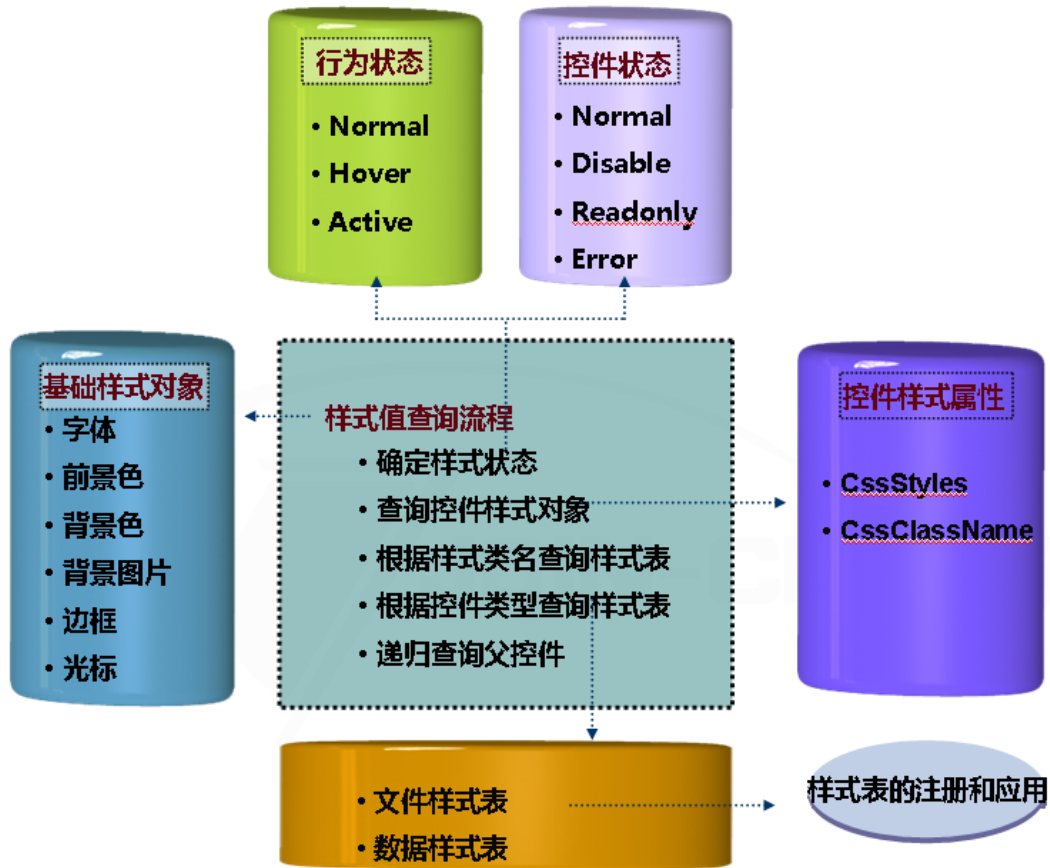 行为状态
• Normal
• Hover
• Active
控件状态
• Normal
• Disable
• Readonly
• Error
基础样式对象
• 字体
• 前景色
• 背景色
• 背景图片
• 边框
• 光标
样式值查询流程
• 确定样式状态
• 查询控件样式对象
• 根据样式类名查询样式表
• 根据控件类型查询样式表
• 递归查询父控件
控件样式属性
• CssStyles
• CssClassName
• 文件样式表
• 数据样式表
样式表的注册和应用